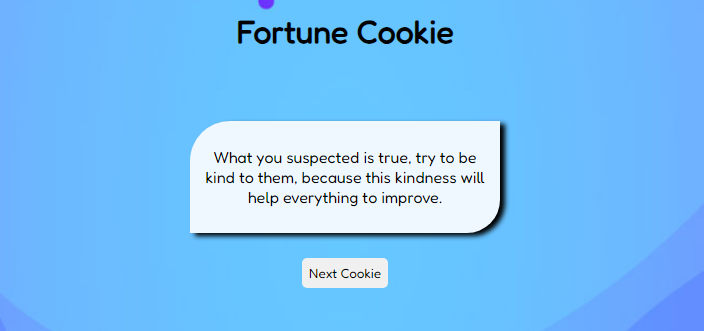 Fortune Cookie
What you suspected is true, try to be
kind to them, because this kindness will
help everything to improve.
Next Cookie